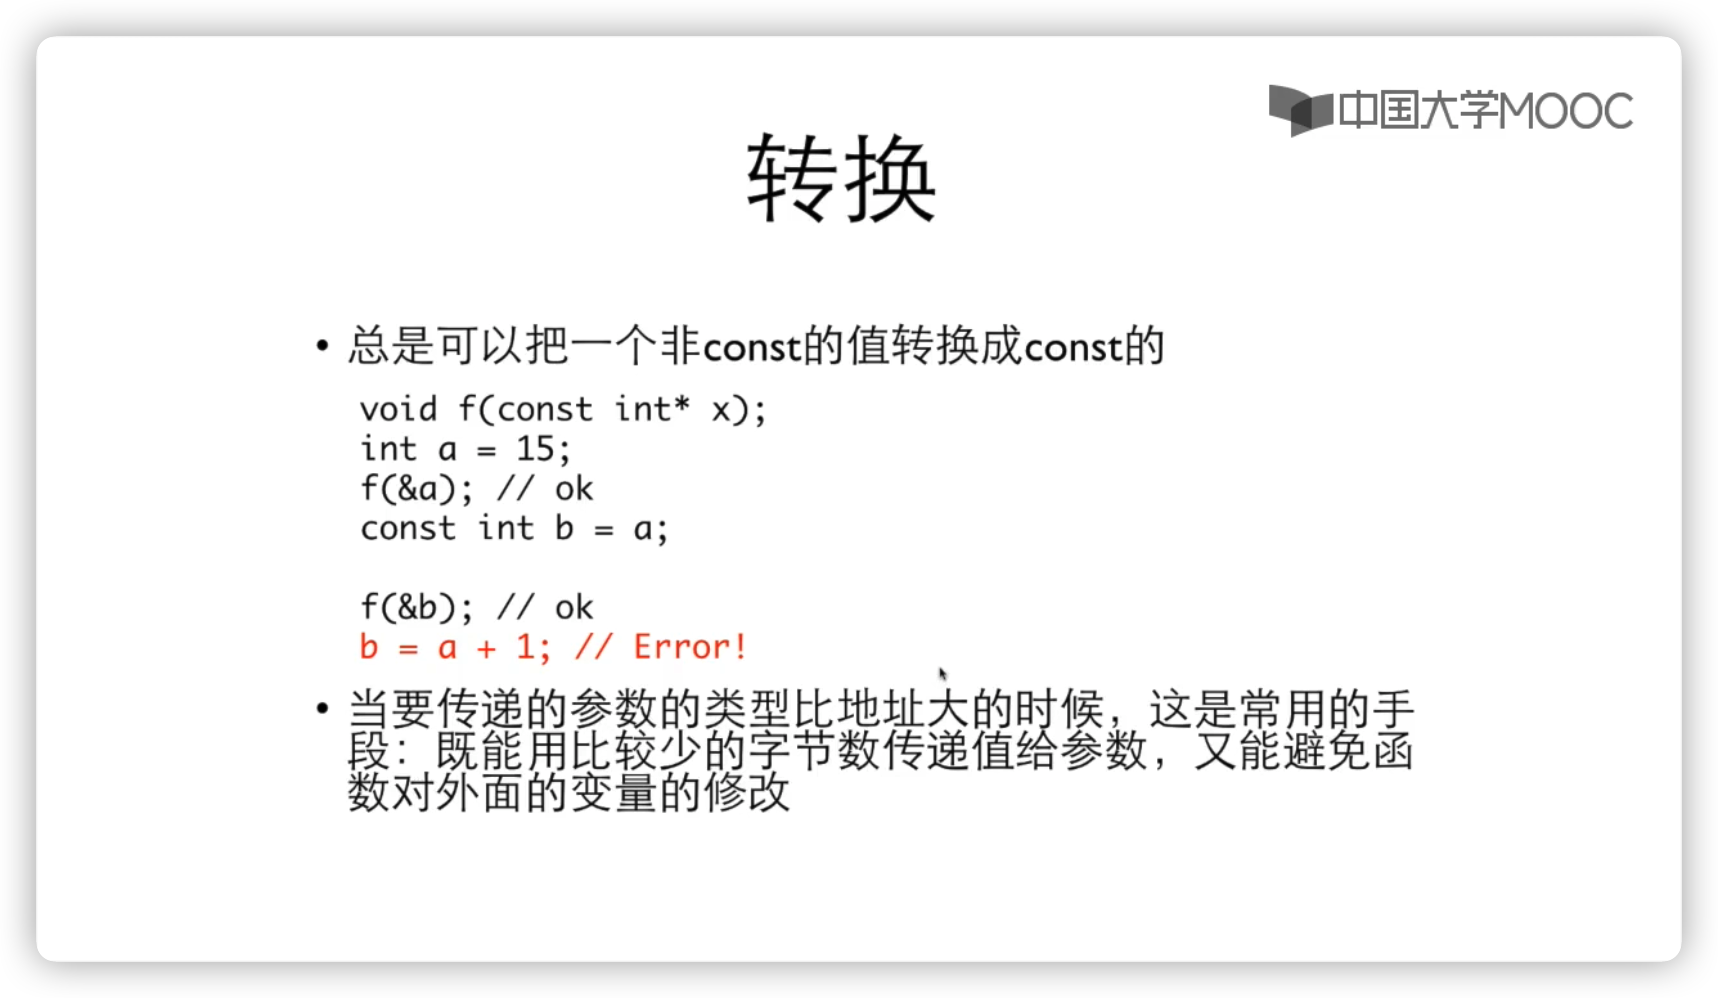 中国大学MOOC
转换
• 总是可以把一个非const的值转换成const的
void f(const int* x);
int a = 15;
f(&a); // ok
const int b = a;
f(&b); // ok
b = a + 1; // Error!
• 当要传递的参数的类型比地址大的时候，这是常用的手
段：既能用比较少的字节数传递值给参数，又能避免函
数对外面的变量的修改